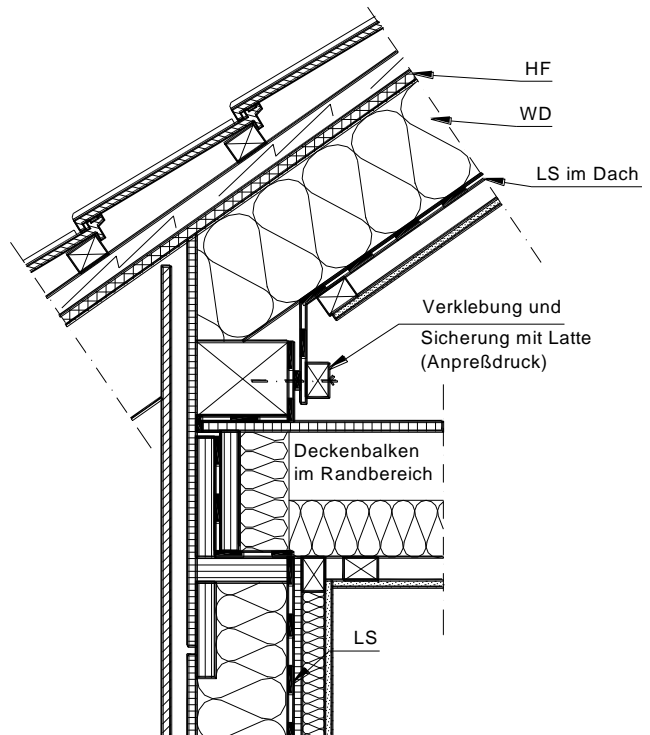 HF
WD
LS im Dach
Verklebung und
Sicherung mit Latte
(Anpreßdruck)
Deckenbalken
im Randbereich
LS